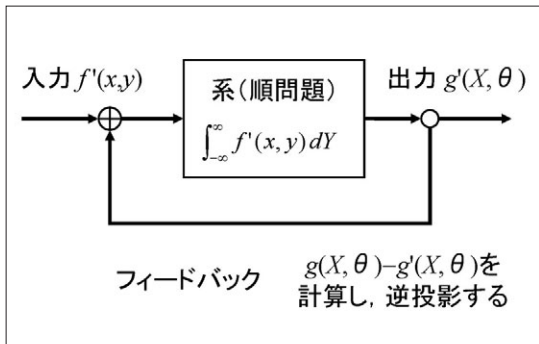 入力 f'(x,y)
系(順問題)
∫_{-∞}^{∞} f'(x, y) dY
出力 g'(X, θ)
フィードバック
g(X, θ)–g'(X, θ)を
計算し, 逆投影する